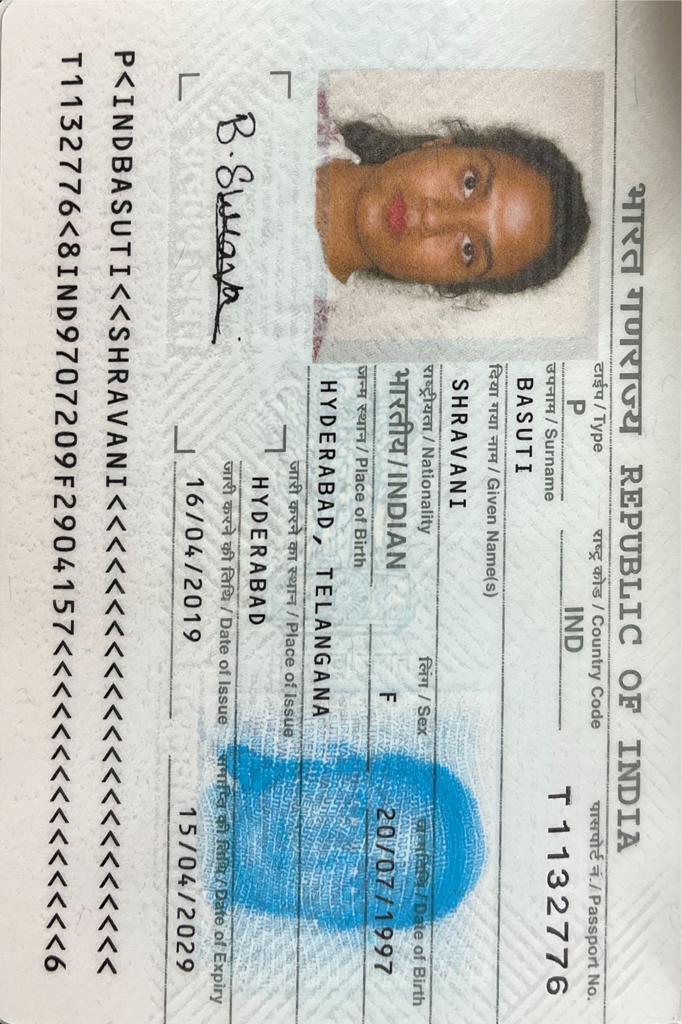 भारत गणराज्य REPUBLIC OF INDIA
टाईप / Type
राष्ट्र कोड / Country Code
पासपोर्ट नं. / Passport No.
P
IND
T 1132776
उपनाम / Surname
BASUTI
दिया गया नाम / Given Name(s)
SHRAVANI
राष्ट्रीयता / Nationality
लिंग / Sex
जन्मतिथि / Date of Birth
भारतीय / INDIAN
F
20/07/1997
जन्म स्थान / Place of Birth
HYDERABAD, TELANGANA
जारी करने का स्थान / Place of Issue
HYDERABAD
जारी करने की तिथि / Date of Issue
समाप्ति की तिथि / Date of Expiry
16/04/2019
15/04/2029
B. Shravani
P<INDBASUTI<<SHRAVANI<<<<<<<<<<<<<<<<<<<<<<<
T1132776<8IND9707209F2904157<<<<<<<<<<<<<<<6